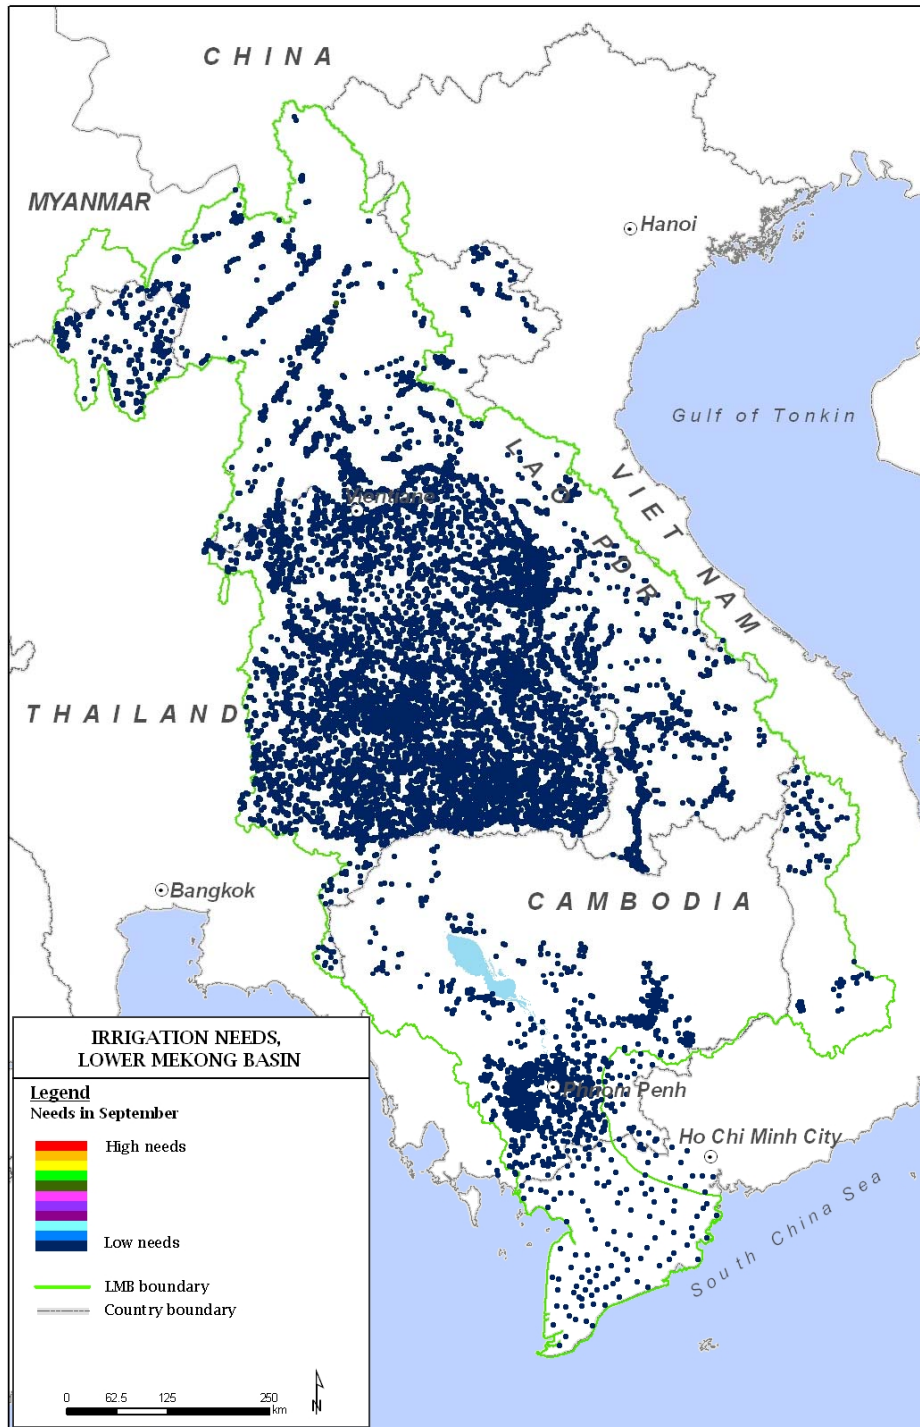 CHINA
MYANMAR
Hanoi
Gulf of Tonkin
LAO PDR
VIET NAM
Vientiane
THAILAND
Bangkok
CAMBODIA
Phnom Penh
Ho Chi Minh City
South China Sea
IRRIGATION NEEDS,
LOWER MEKONG BASIN
Legend
Needs in September
High needs
Low needs
LMB boundary
Country boundary
0 62.5 125 250
km
N